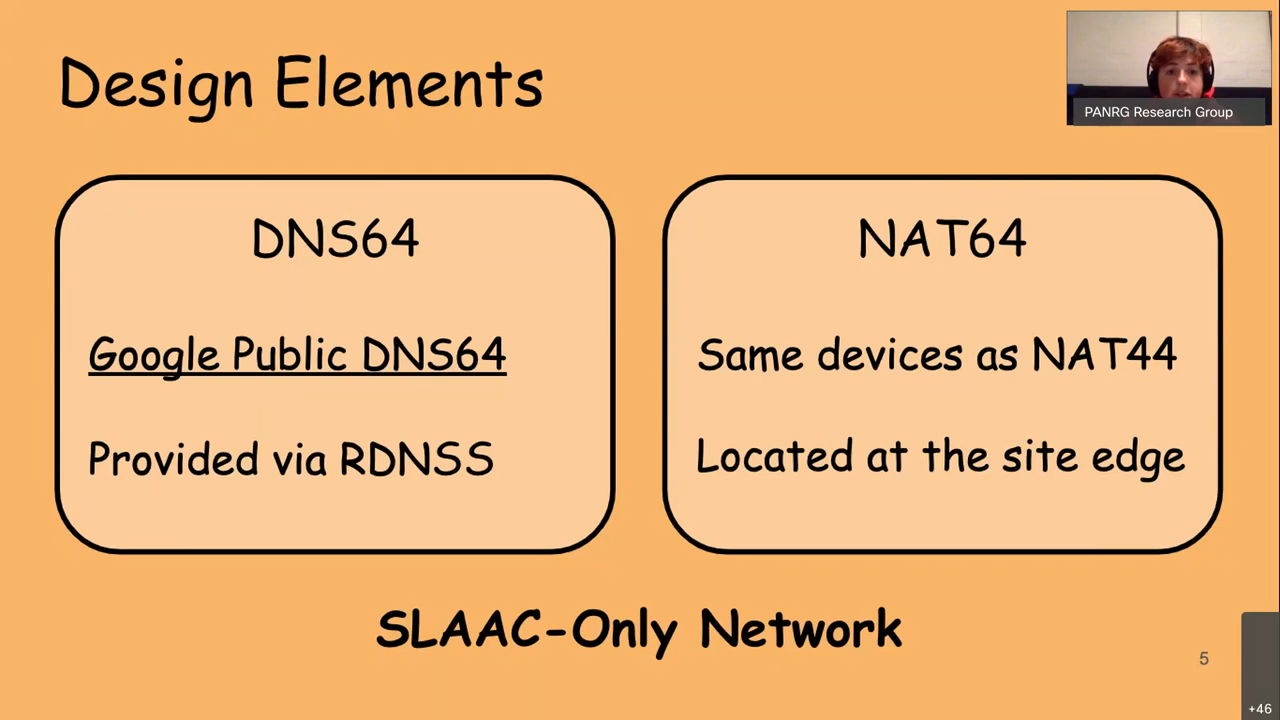 Design Elements
PANRG Research Group
DNS64
Google Public DNS64
Provided via RDNSS
NAT64
Same devices as NAT44
Located at the site edge
SLAAC-Only Network
5
+46